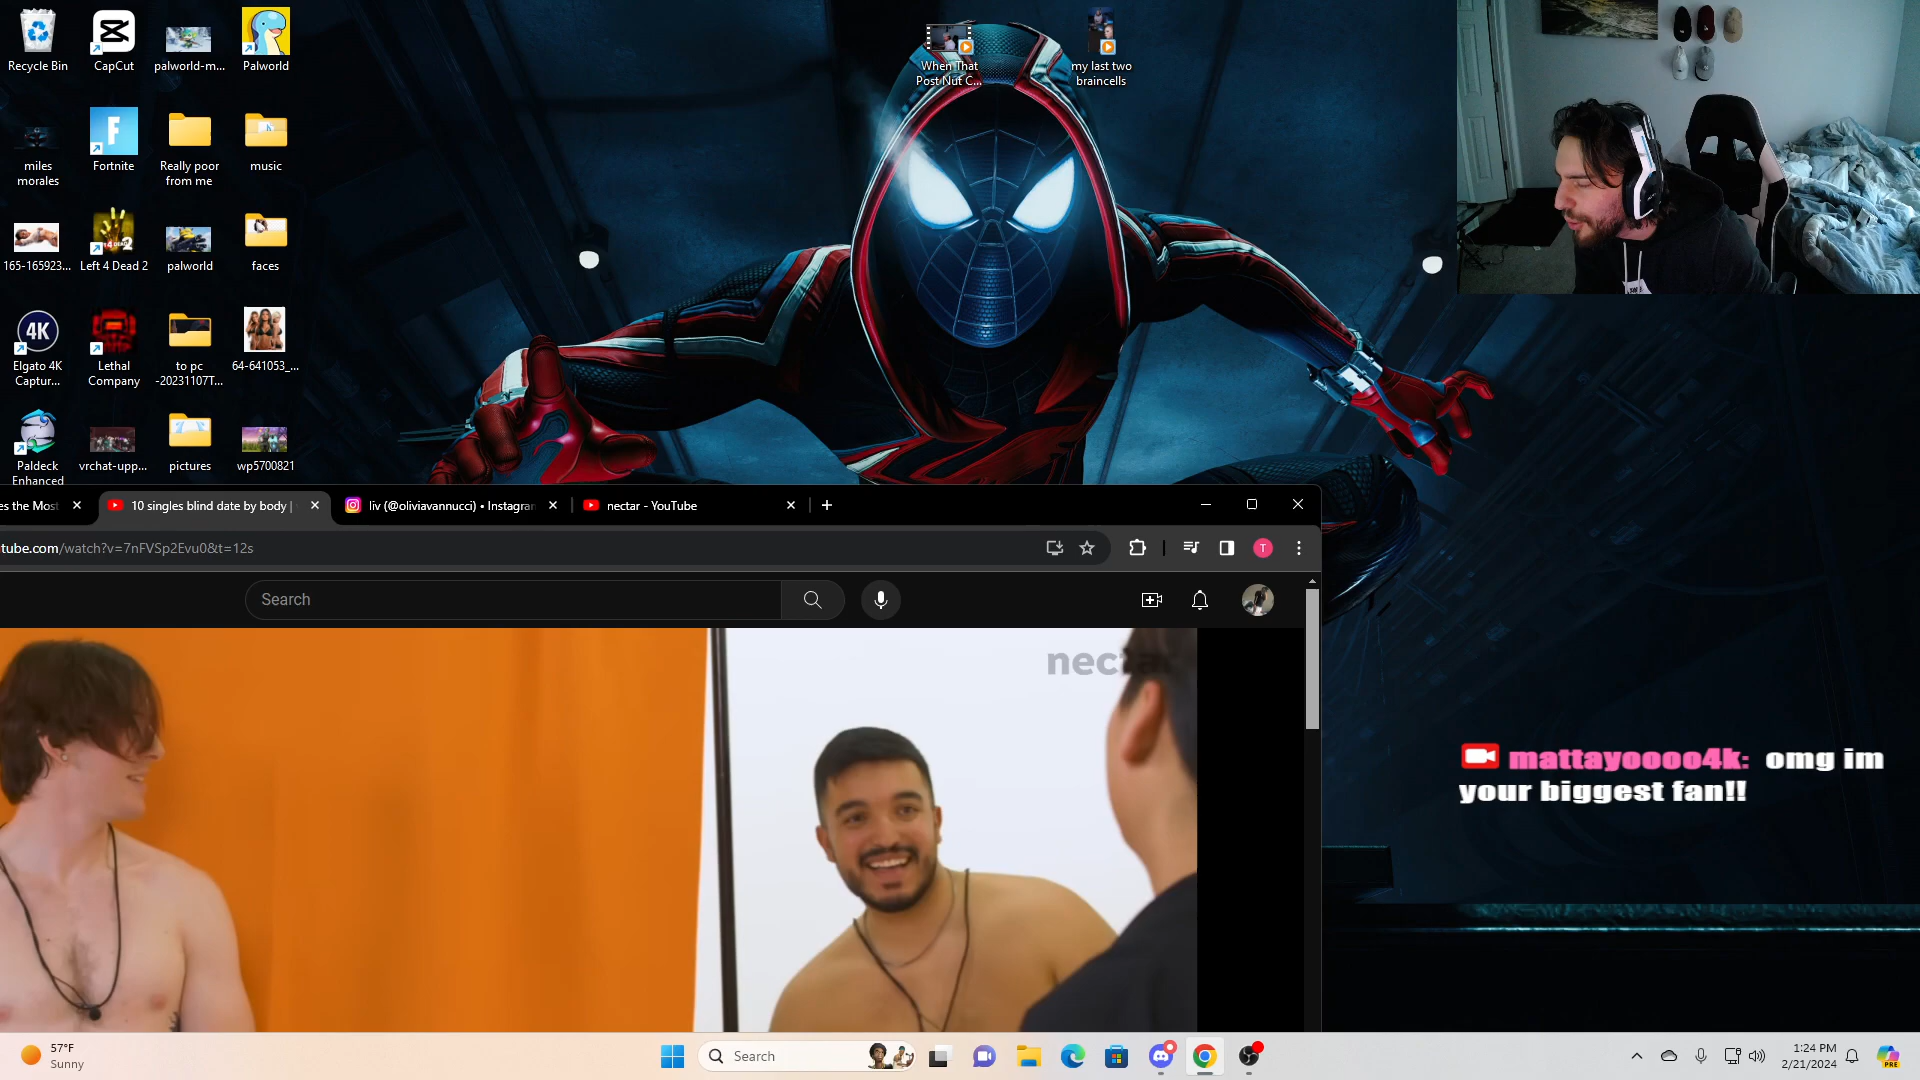 Recycle Bin
CapCut
palworld-m...
Palworld
When That
Post Nut C...
my last two
braincells
miles
morales
Fortnite
Really poor
from me
music
165-165923...
Left 4 Dead 2
palworld
faces
4K
Elgato 4K
Captur...
Lethal
Company
to pc
-20231107T...
64-641053_...
Paldeck
Enhanced
vrchat-upp...
pictures
wp5700821
es the Most
10 singles blind date by body |
liv (@oliviavannucci) • Instagran
nectar - YouTube
tube.com/watch?v=7nFVSp2Evu0&t=12s
T
Search
nectar
mattayoooo4k: omg im
your biggest fan!!
57°F
Sunny
Search
1:24 PM
2/21/2024
PRE